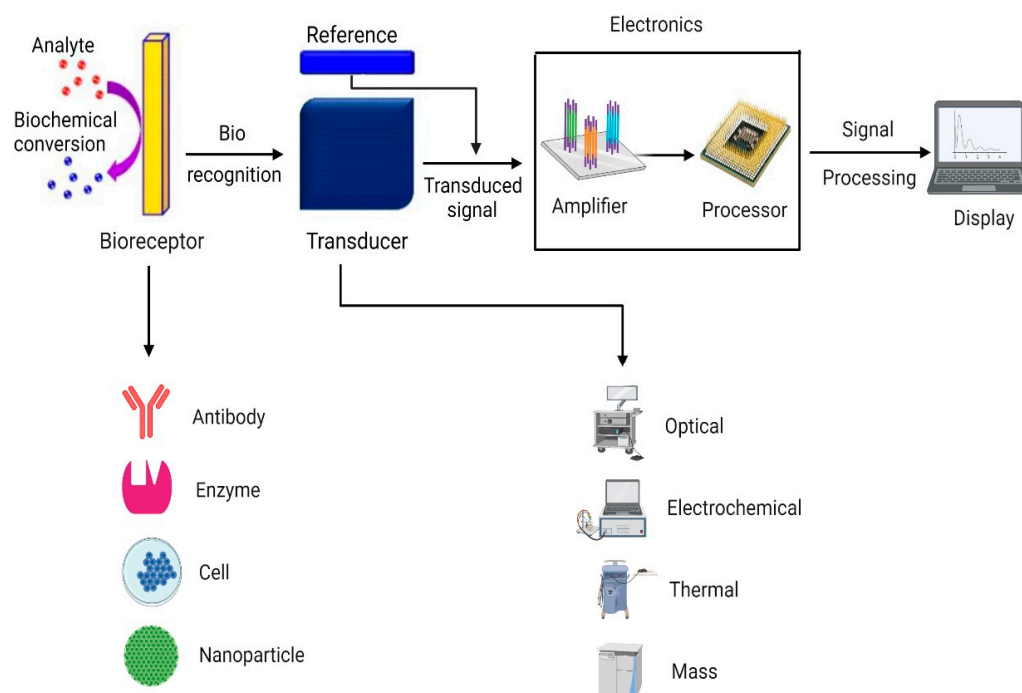 Analyte
Biochemical
conversion
Bioreceptor
Bio
recognition
Reference
Transducer
Transduced
signal
Electronics
Amplifier
Processor
Signal
Processing
Display
Antibody
Enzyme
Cell
Nanoparticle
Optical
Electrochemical
Thermal
Mass